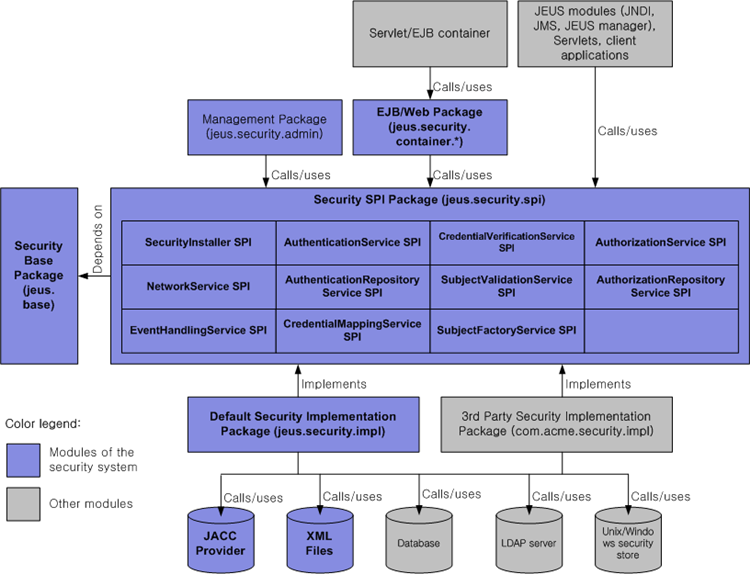 Servlet/EJB container
JEUS modules (JNDI,
JMS, JEUS manager),
Servlets, client
applications
Calls/uses
Management Package
(jeus.security.admin)
EJB/Web Package
(jeus.security.
container.*)
Calls/uses
Calls/uses
Calls/uses
Security
Base
Package
(jeus.
base)
Depends on
Security SPI Package (jeus.security.spi)
SecurityInstaller SPI
AuthenticationService SPI
CredentialVerificationService
SPI
AuthorizationService SPI
NetworkService SPI
AuthenticationRepository
Service SPI
SubjectValidationService
SPI
AuthorizationRepository
Service SPI
EventHandlingService SPI
CredentialMappingService
SPI
SubjectFactoryService SPI
Implements
Implements
Default Security Implementation
Package (jeus.security.impl)
3rd Party Security Implementation
Package (com.acme.security.impl)
Color legend:
Modules of the
security system
Other modules
Calls/uses
Calls/uses
Calls/uses
Calls/uses
Calls/uses
JACC
Provider
XML
Files
Database
LDAP server
Unix/Windo
ws security
store